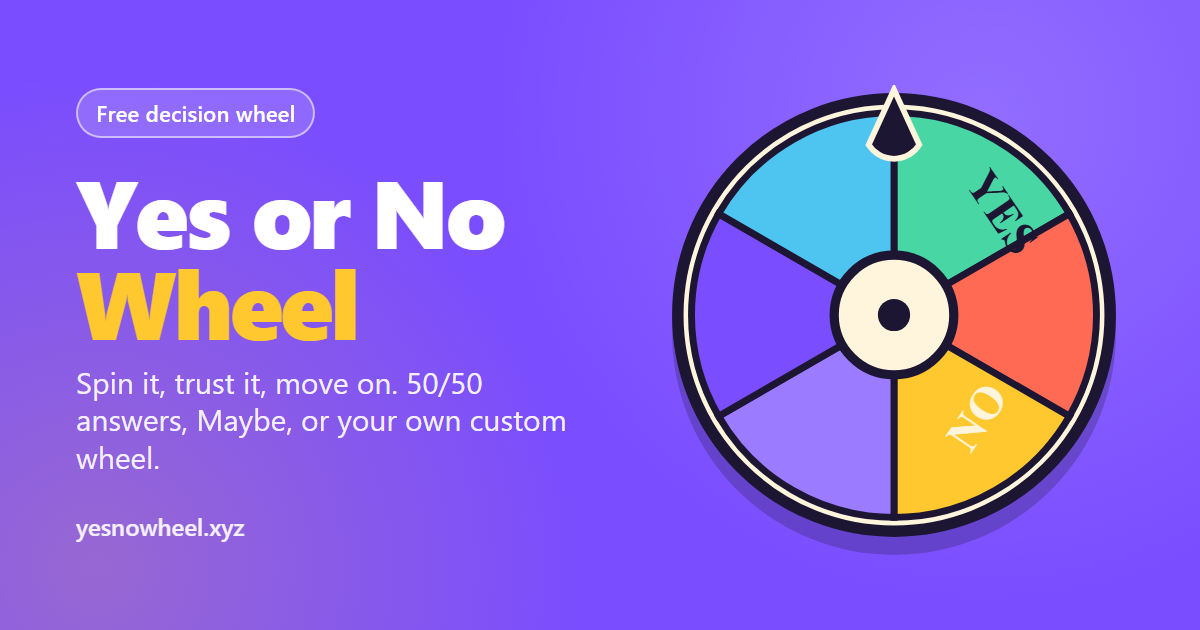 Free decision wheel
Yes or No
Wheel
Spin it, trust it, move on. 50/50
answers, Maybe, or your own custom
wheel.
yesnowheel.xyz
YES
NO